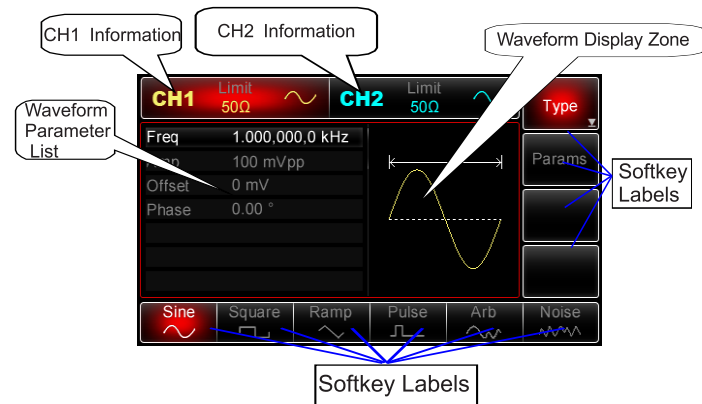 CH1 Information
CH2 Information
Waveform Display Zone
CH1 Limit 50Ω
CH2 Limit 50Ω
Type
Waveform
Parameter
List
Freq 1.000,000,0 kHz
100 mVpp
Offset 0 mV
Phase 0.00 °
Params
Softkey
Labels
Sine Square Ramp Pulse Arb Noise
Softkey Labels